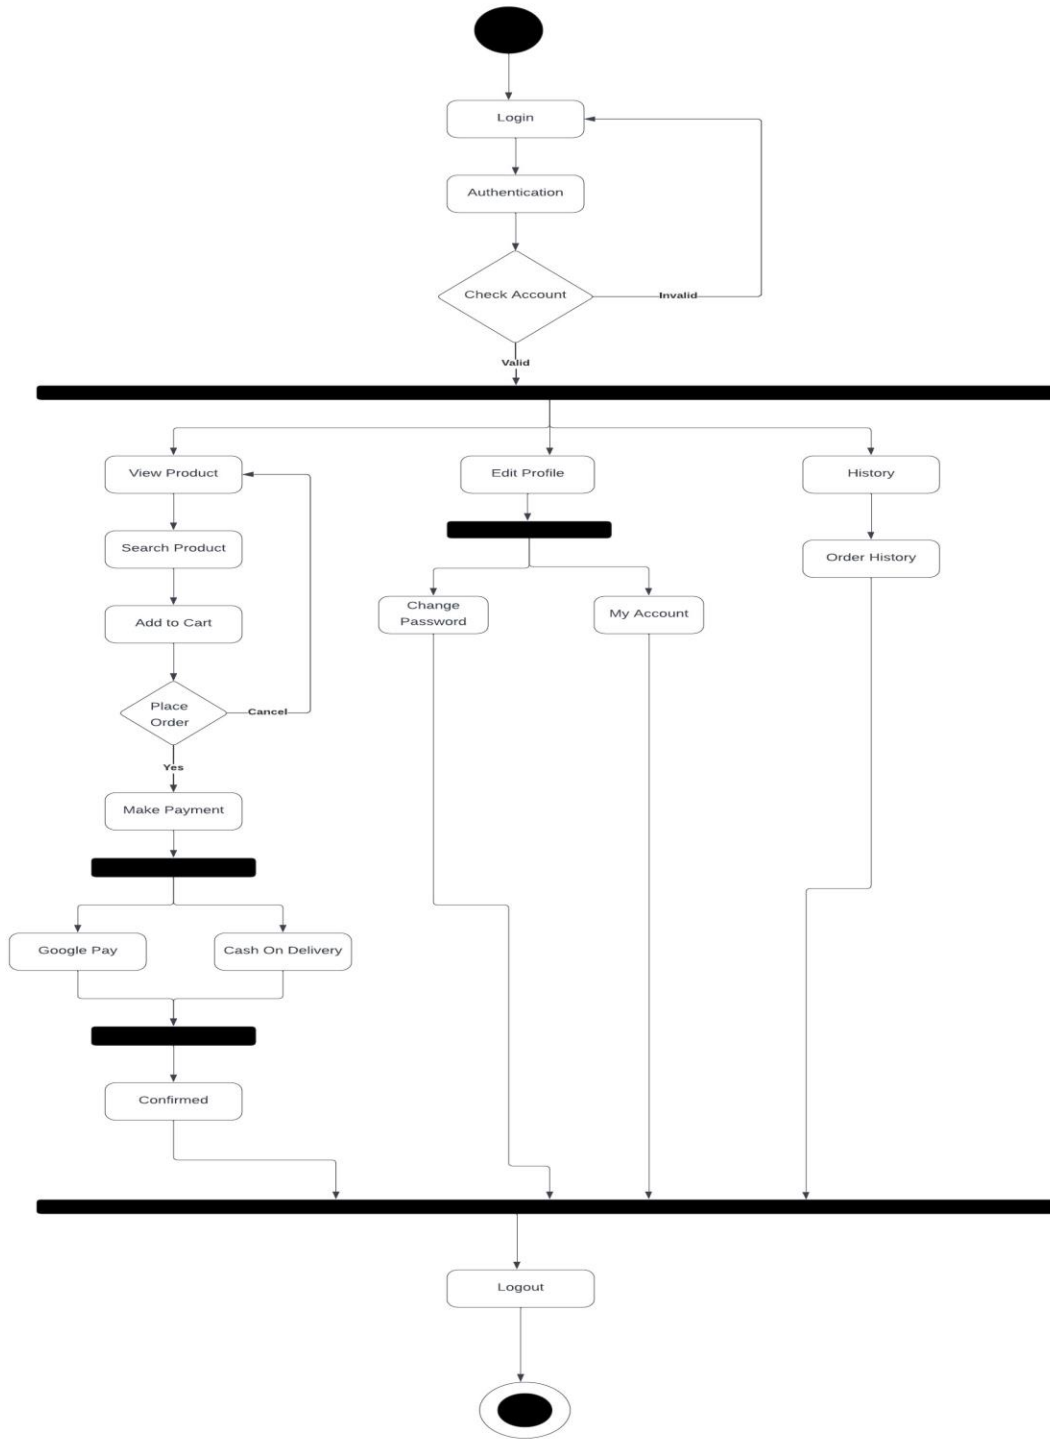 Login
Authentication
Check Account
Invalid
Valid
View Product
Edit Profile
History
Search Product
Order History
Change
Password
My Account
Add to Cart
Place
Order
Cancel
Yes
Make Payment
Google Pay
Cash On Delivery
Confirmed
Logout